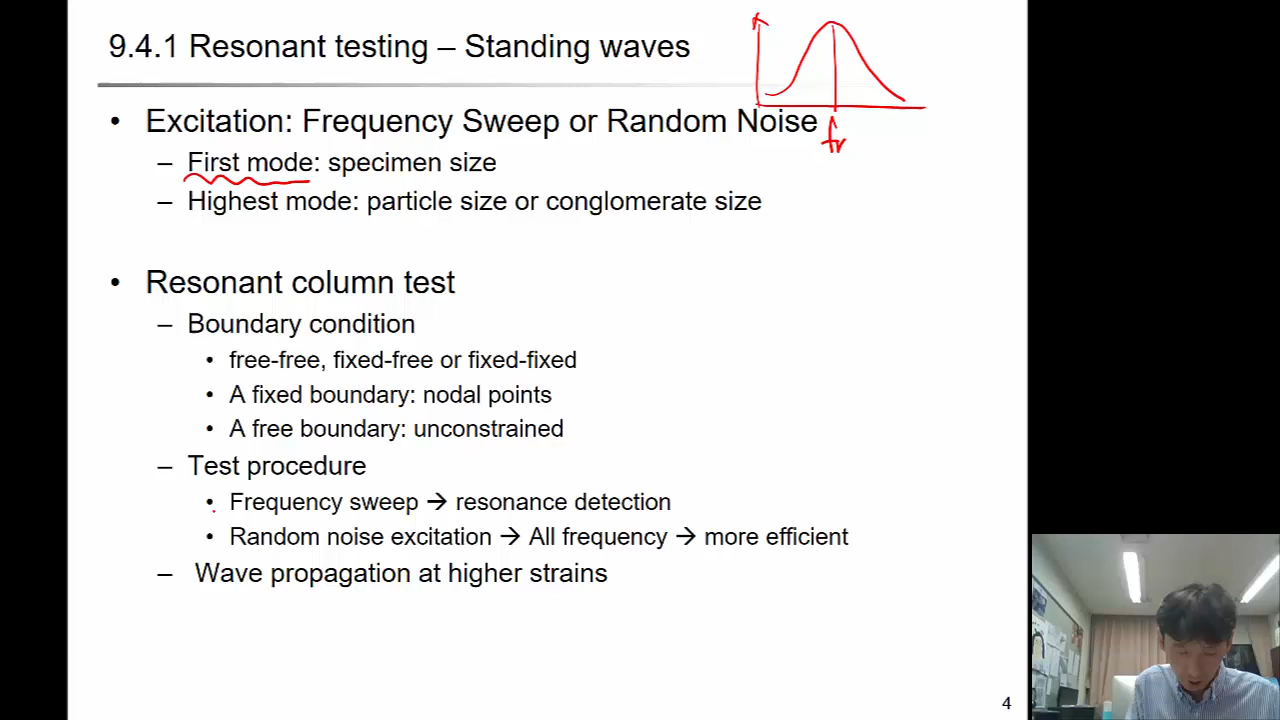 9.4.1 Resonant testing – Standing waves
• Excitation: Frequency Sweep or Random Noise
fr
– First mode: specimen size
– Highest mode: particle size or conglomerate size
• Resonant column test
– Boundary condition
• free-free, fixed-free or fixed-fixed
• A fixed boundary: nodal points
• A free boundary: unconstrained
– Test procedure
• Frequency sweep → resonance detection
• Random noise excitation → All frequency → more efficient
– Wave propagation at higher strains
4